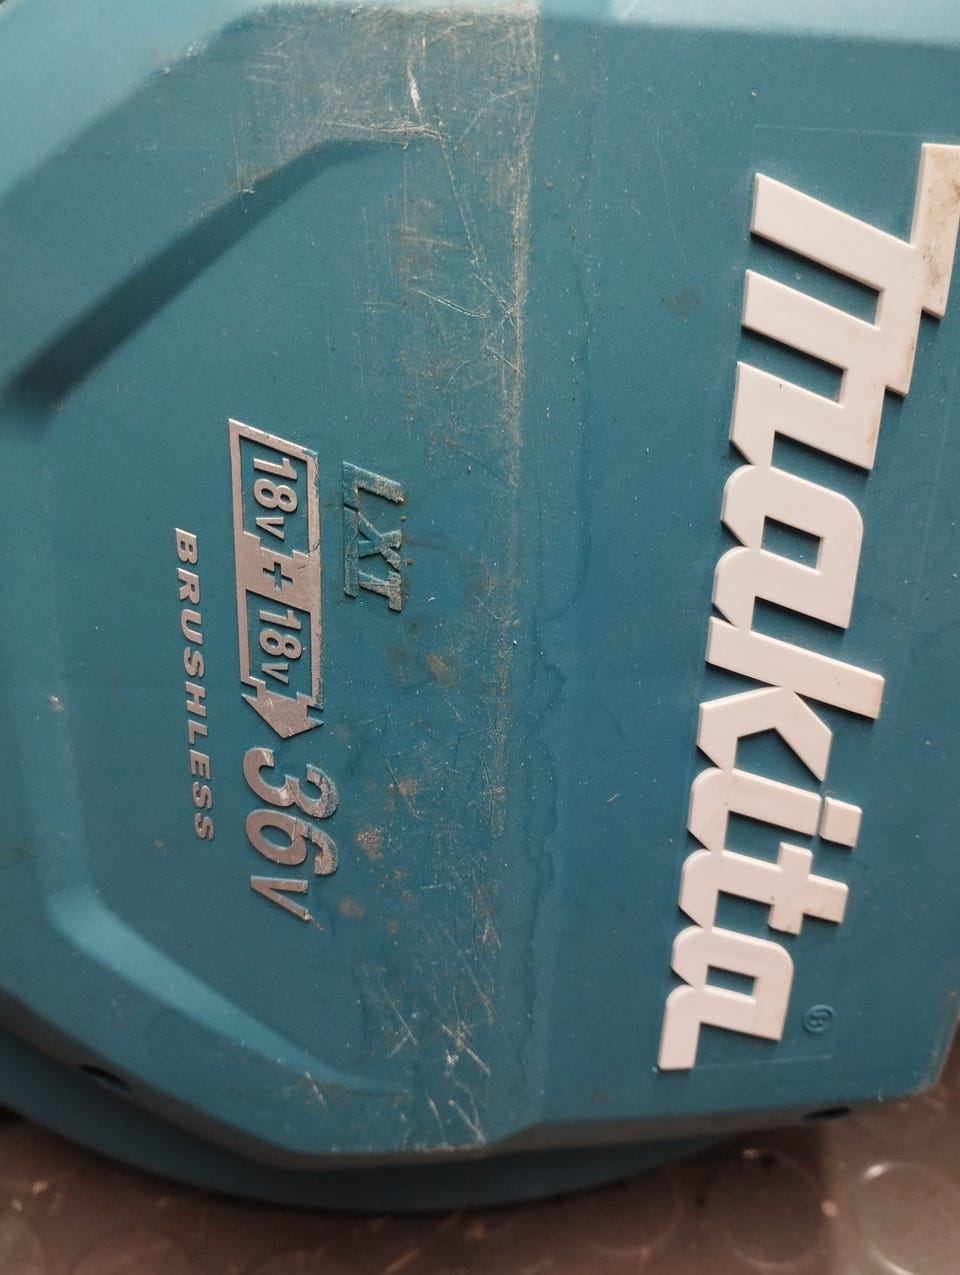 makita®
LXT
18v + 18v 36v
BRUSHLESS